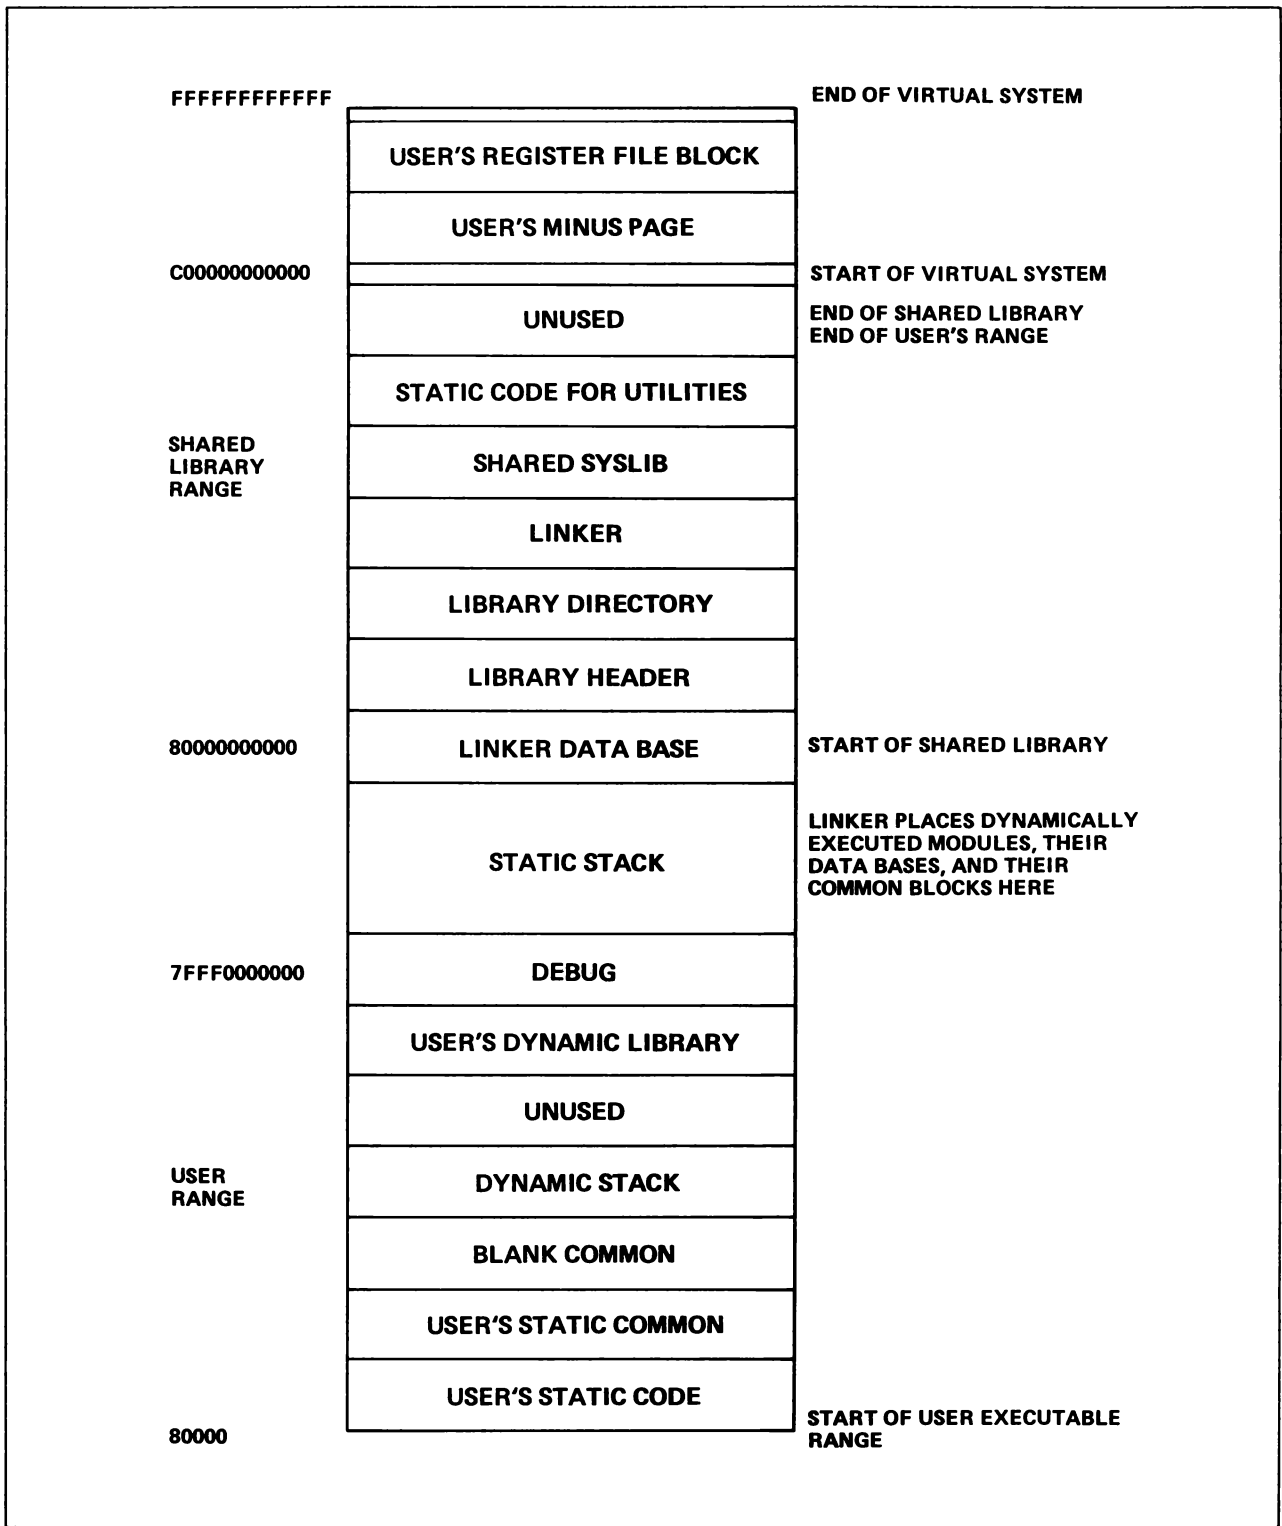 FFFFFFFFFFFF
END OF VIRTUAL SYSTEM
USER'S REGISTER FILE BLOCK
USER'S MINUS PAGE
C00000000000
START OF VIRTUAL SYSTEM
UNUSED
END OF SHARED LIBRARY
END OF USER'S RANGE
STATIC CODE FOR UTILITIES
SHARED
LIBRARY
RANGE
SHARED SYSLIB
LINKER
LIBRARY DIRECTORY
LIBRARY HEADER
80000000000
LINKER DATA BASE
START OF SHARED LIBRARY
STATIC STACK
LINKER PLACES DYNAMICALLY
EXECUTED MODULES, THEIR
DATA BASES, AND THEIR
COMMON BLOCKS HERE
7FFF0000000
DEBUG
USER'S DYNAMIC LIBRARY
UNUSED
USER
RANGE
DYNAMIC STACK
BLANK COMMON
USER'S STATIC COMMON
USER'S STATIC CODE
80000
START OF USER EXECUTABLE
RANGE